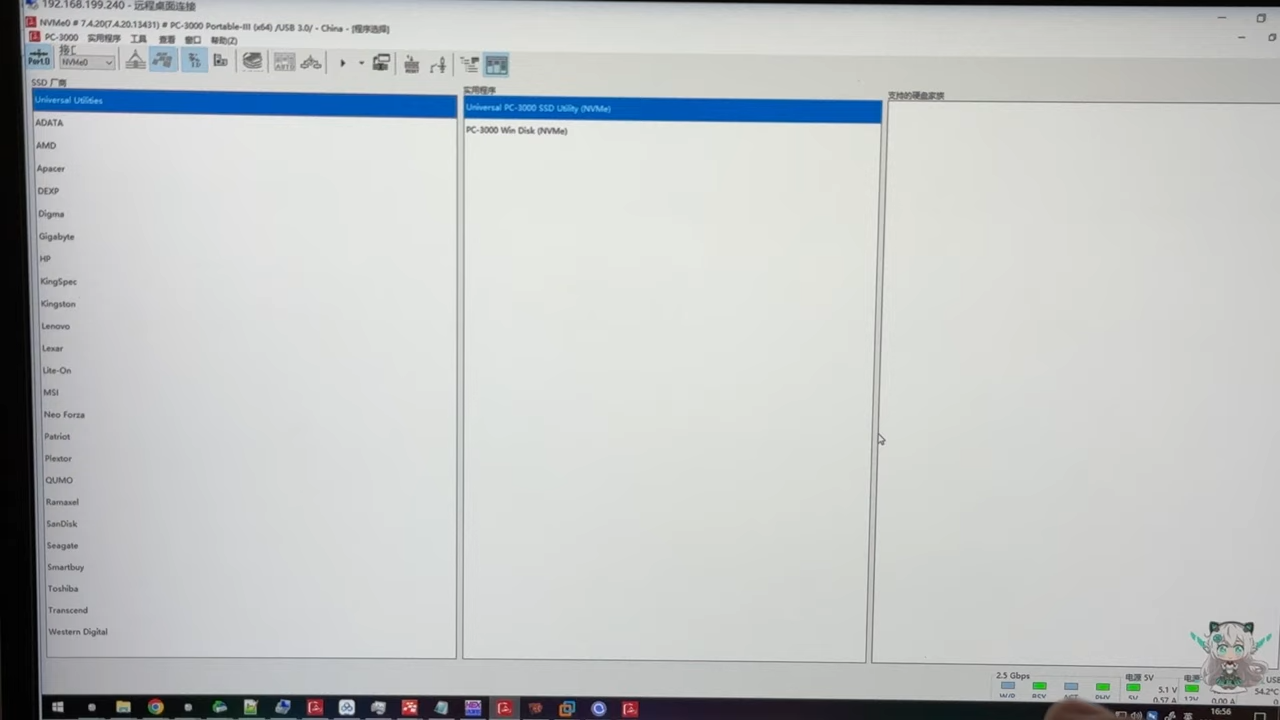 192.168.199.240 - 远程桌面连接
NVMe0 # 7.4.20(7.4.20.13431) # PC-3000 Portable-III (x64) /USB 3.0/ - China - [程序选择]
PC-3000 实用程序 工具 查看 窗口 帮助(Z)
Port0
NVMe0
SSD 厂商
实用程序
支持的硬盘家族
Universal Utilities
Universal PC-3000 SSD Utility (NVMe)
PC-3000 Win Disk (NVMe)
ADATA
AMD
Apacer
DEXP
Digma
Gigabyte
HP
KingSpec
Kingston
Lenovo
Lexar
Lite-On
MSI
Neo Forza
Patriot
Plextor
QUMO
Ramaxel
SanDisk
Seagate
Smartbuy
Toshiba
Transcend
Western Digital
2.5 Gbps
电源 5V
5.1 V
0.57 A
54.2°C
16:56